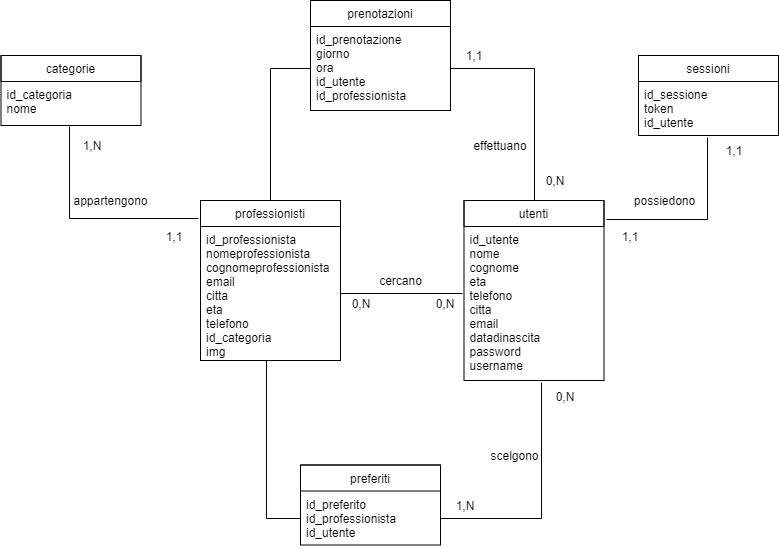 prenotazioni
id_prenotazione
giorno
ora
id_utente
id_professionista
categorie
id_categoria
nome
sessioni
id_sessione
token
id_utente
1,1
effettuano
0,N
1,N
appartengono
1,1
1,1
possiedono
1,1
professionisti
id_professionista
nomeprofessionista
cognomeprofessionista
email
citta
eta
telefono
id_categoria
img
cercano
0,N
0,N
utenti
id_utente
nome
cognome
eta
telefono
citta
email
datadinascita
password
username
0,N
scelgono
1,N
preferiti
id_preferito
id_professionista
id_utente